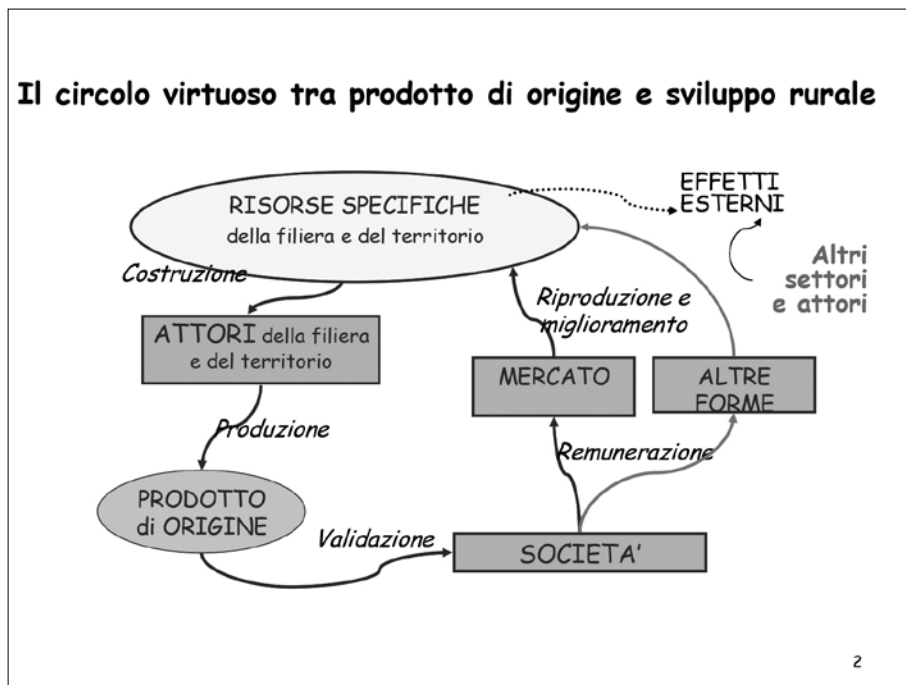 Il circolo virtuoso tra prodotto di origine e sviluppo rurale
RISORSE SPECIFICHE
della filiera e del territorio
EFFETTI
ESTERNI
Altri
settori
e attori
Costruzione
ATTORI della filiera
e del territorio
Riproduzione e
miglioramento
MERCATO
ALTRE
FORME
Produzione
Remunerazione
PRODOTTO
di ORIGINE
Validazione
SOCIETA'
2